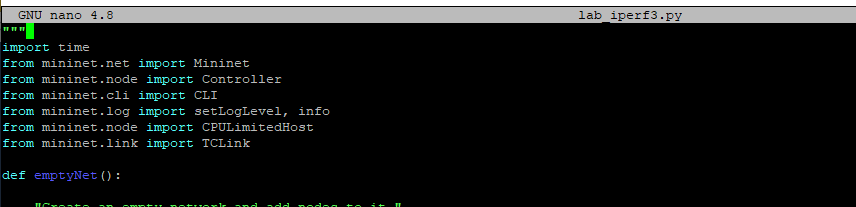 GNU nano 4.8 lab_iperf3.py
"""
import time
from mininet.net import Mininet
from mininet.node import Controller
from mininet.cli import CLI
from mininet.log import setLogLevel, info
from mininet.node import CPULimitedHost
from mininet.link import TCLink
def emptyNet():
"Create an empty network and add nodes to it."